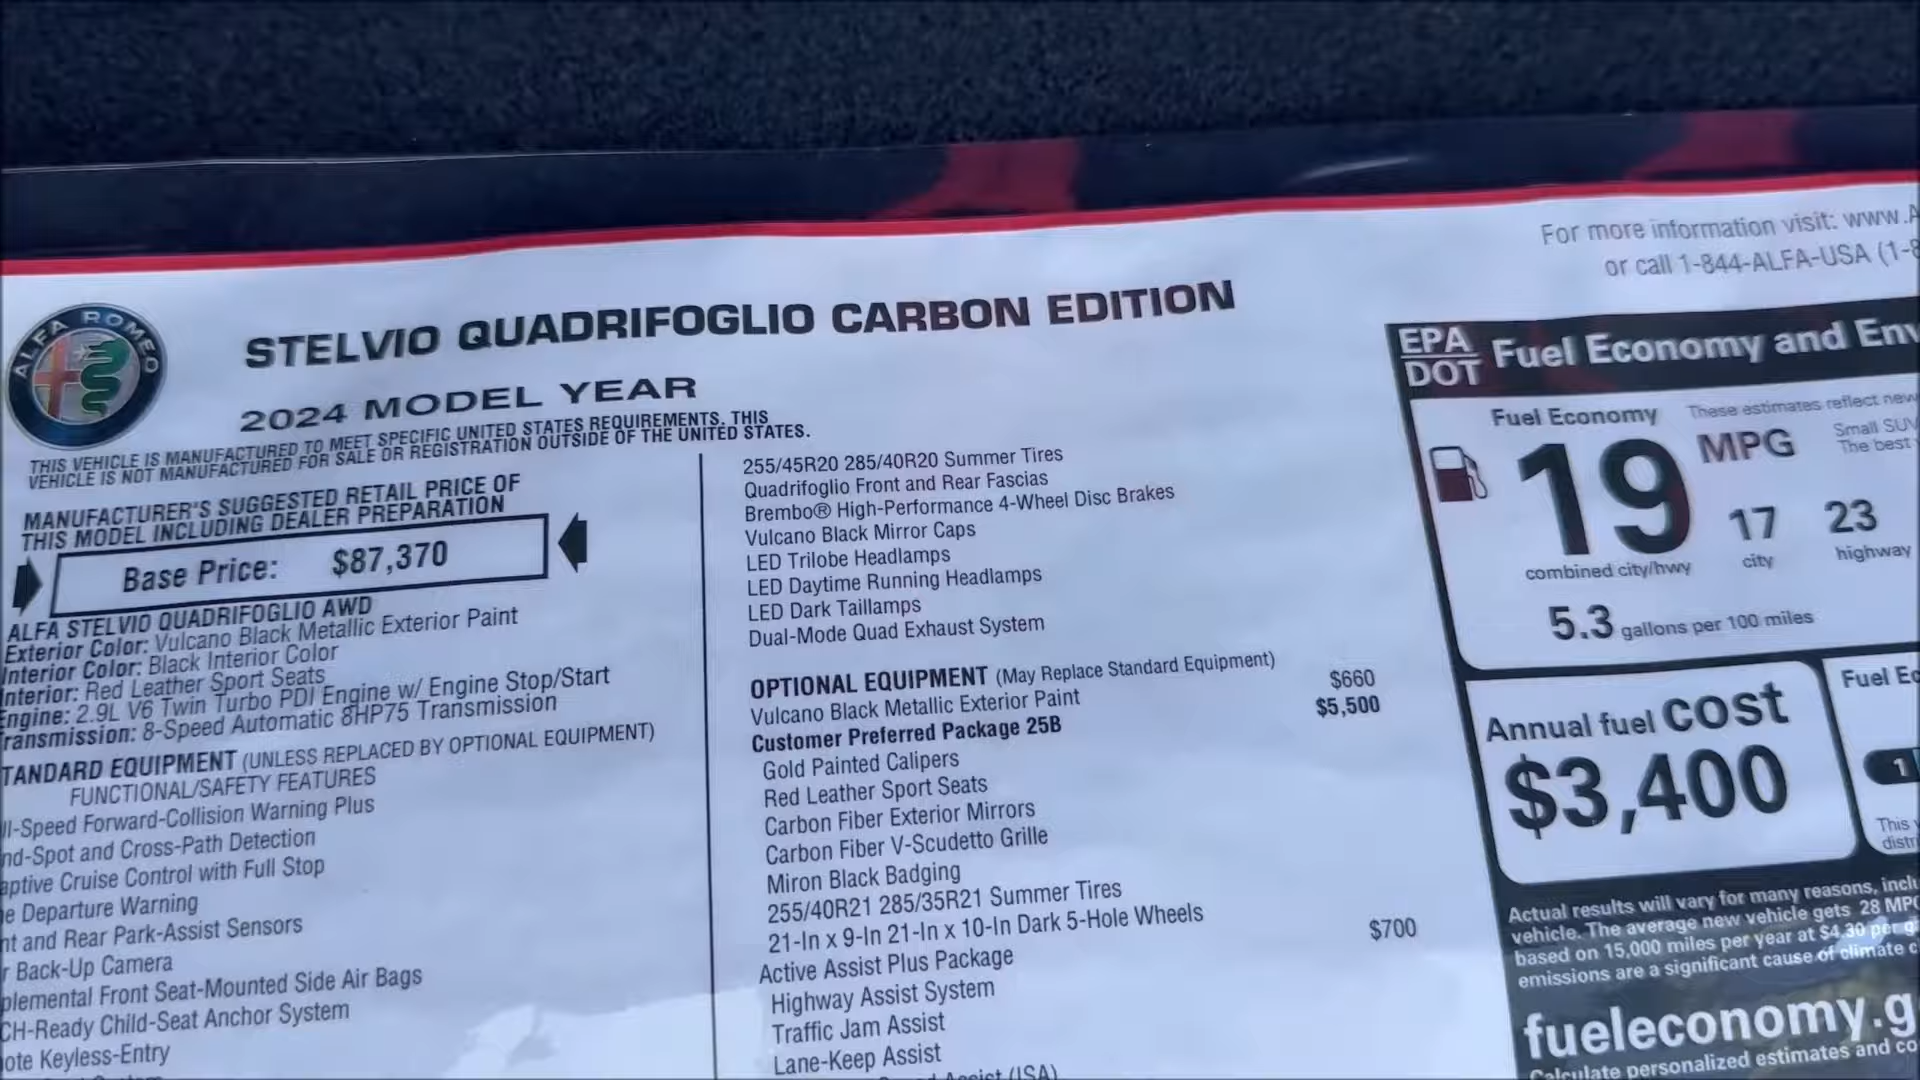 ALFA ROMEO
STELVIO QUADRIFOGLIO CARBON EDITION
2024 MODEL YEAR
THIS VEHICLE IS MANUFACTURED TO MEET SPECIFIC UNITED STATES REQUIREMENTS. THIS
VEHICLE IS NOT MANUFACTURED FOR SALE OR REGISTRATION OUTSIDE OF THE UNITED STATES.
MANUFACTURER'S SUGGESTED RETAIL PRICE OF
THIS MODEL INCLUDING DEALER PREPARATION
Base Price: $87,370
ALFA STELVIO QUADRIFOGLIO AWD
Exterior Color: Vulcano Black Metallic Exterior Paint
Interior Color: Black Interior Color
nterior: Red Leather Sport Seats
ngine: 2.9L V6 Twin Turbo PDI Engine w/ Engine Stop/Start
ransmission: 8-Speed Automatic 8HP75 Transmission
TANDARD EQUIPMENT (UNLESS REPLACED BY OPTIONAL EQUIPMENT)
FUNCTIONAL/SAFETY FEATURES
ll-Speed Forward-Collision Warning Plus
nd-Spot and Cross-Path Detection
aptive Cruise Control with Full Stop
e Departure Warning
nt and Rear Park-Assist Sensors
r Back-Up Camera
plemental Front Seat-Mounted Side Air Bags
CH-Ready Child-Seat Anchor System
ote Keyless-Entry
255/45R20 285/40R20 Summer Tires
Quadrifoglio Front and Rear Fascias
Brembo® High-Performance 4-Wheel Disc Brakes
Vulcano Black Mirror Caps
LED Trilobe Headlamps
LED Daytime Running Headlamps
LED Dark Taillamps
Dual-Mode Quad Exhaust System
OPTIONAL EQUIPMENT (May Replace Standard Equipment)
Vulcano Black Metallic Exterior Paint $660
Customer Preferred Package 25B $5,500
Gold Painted Calipers
Red Leather Sport Seats
Carbon Fiber Exterior Mirrors
Carbon Fiber V-Scudetto Grille
Miron Black Badging
255/40R21 285/35R21 Summer Tires
21-In x 9-In 21-In x 10-In Dark 5-Hole Wheels
Active Assist Plus Package $700
Highway Assist System
Traffic Jam Assist
Lane-Keep Assist
Assist (ISA)
For more information visit: www.A
or call 1-844-ALFA-USA (1-8
EPA
DOT
Fuel Economy and Env
Fuel Economy
These estimates reflect new
19 MPG
Small SUV
The best
combined city/hwy
17
city
23
highway
5.3 gallons per 100 miles
Annual fuel cost
$3,400
Fuel Ec
1
This
distr
Actual results will vary for many reasons, inclu
vehicle. The average new vehicle gets 28 MPG
based on 15,000 miles per year at $4.30 per g
emissions are a significant cause of climate c
fueleconomy.g
Calculate personalized estimates and co